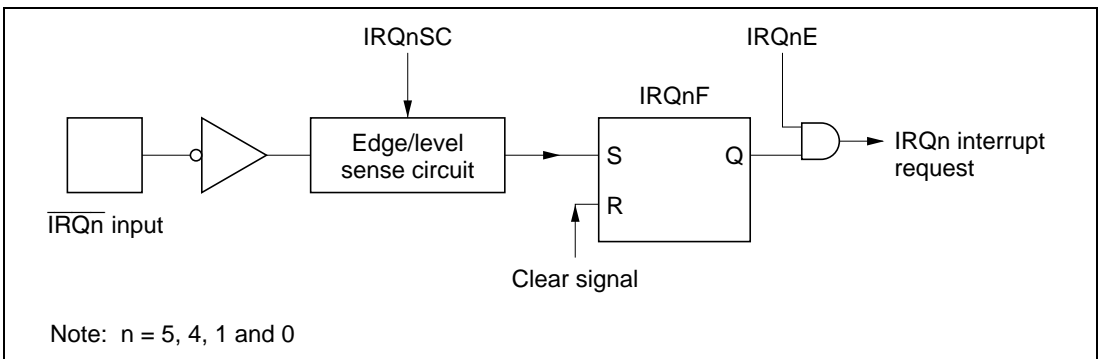 IRQnSC
IRQnE
IRQnF
Edge/level
sense circuit
S
Q
R
IRQn interrupt
request
IRQn input
Clear signal
Note: n = 5, 4, 1 and 0